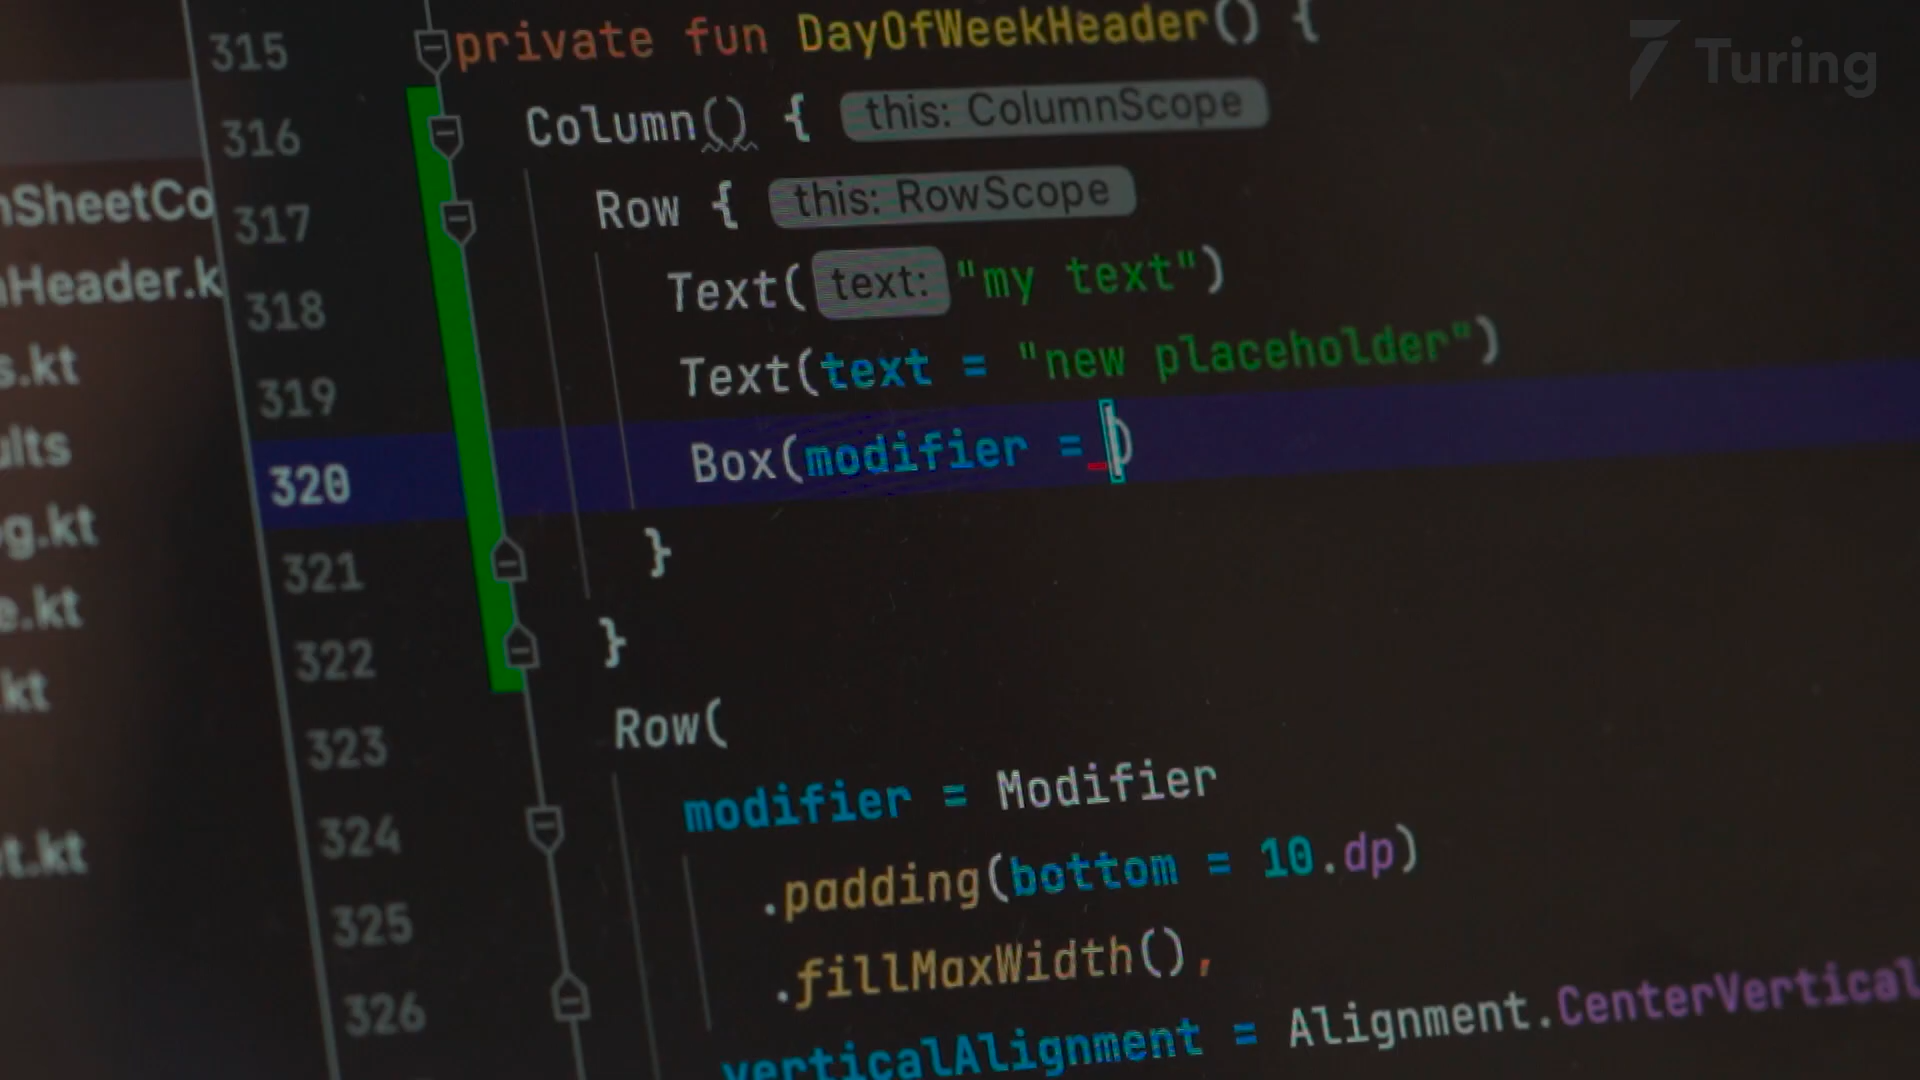 315 private fun DayOfWeekHeader() {
316 Column() { this: ColumnScope
317 Row { this: RowScope
318 Text( text: "my text")
319 Text(text = "new placeholder")
320 Box(modifier = )
321 }
322 }
323 Row(
324 modifier = Modifier
325 .padding(bottom = 10.dp)
326 .fillMaxWidth(),
verticalAlignment = Alignment.CenterVertical
nSheetCo
nHeader.k
s.kt
ults
og.kt
e.kt
.kt
t.kt
Turing